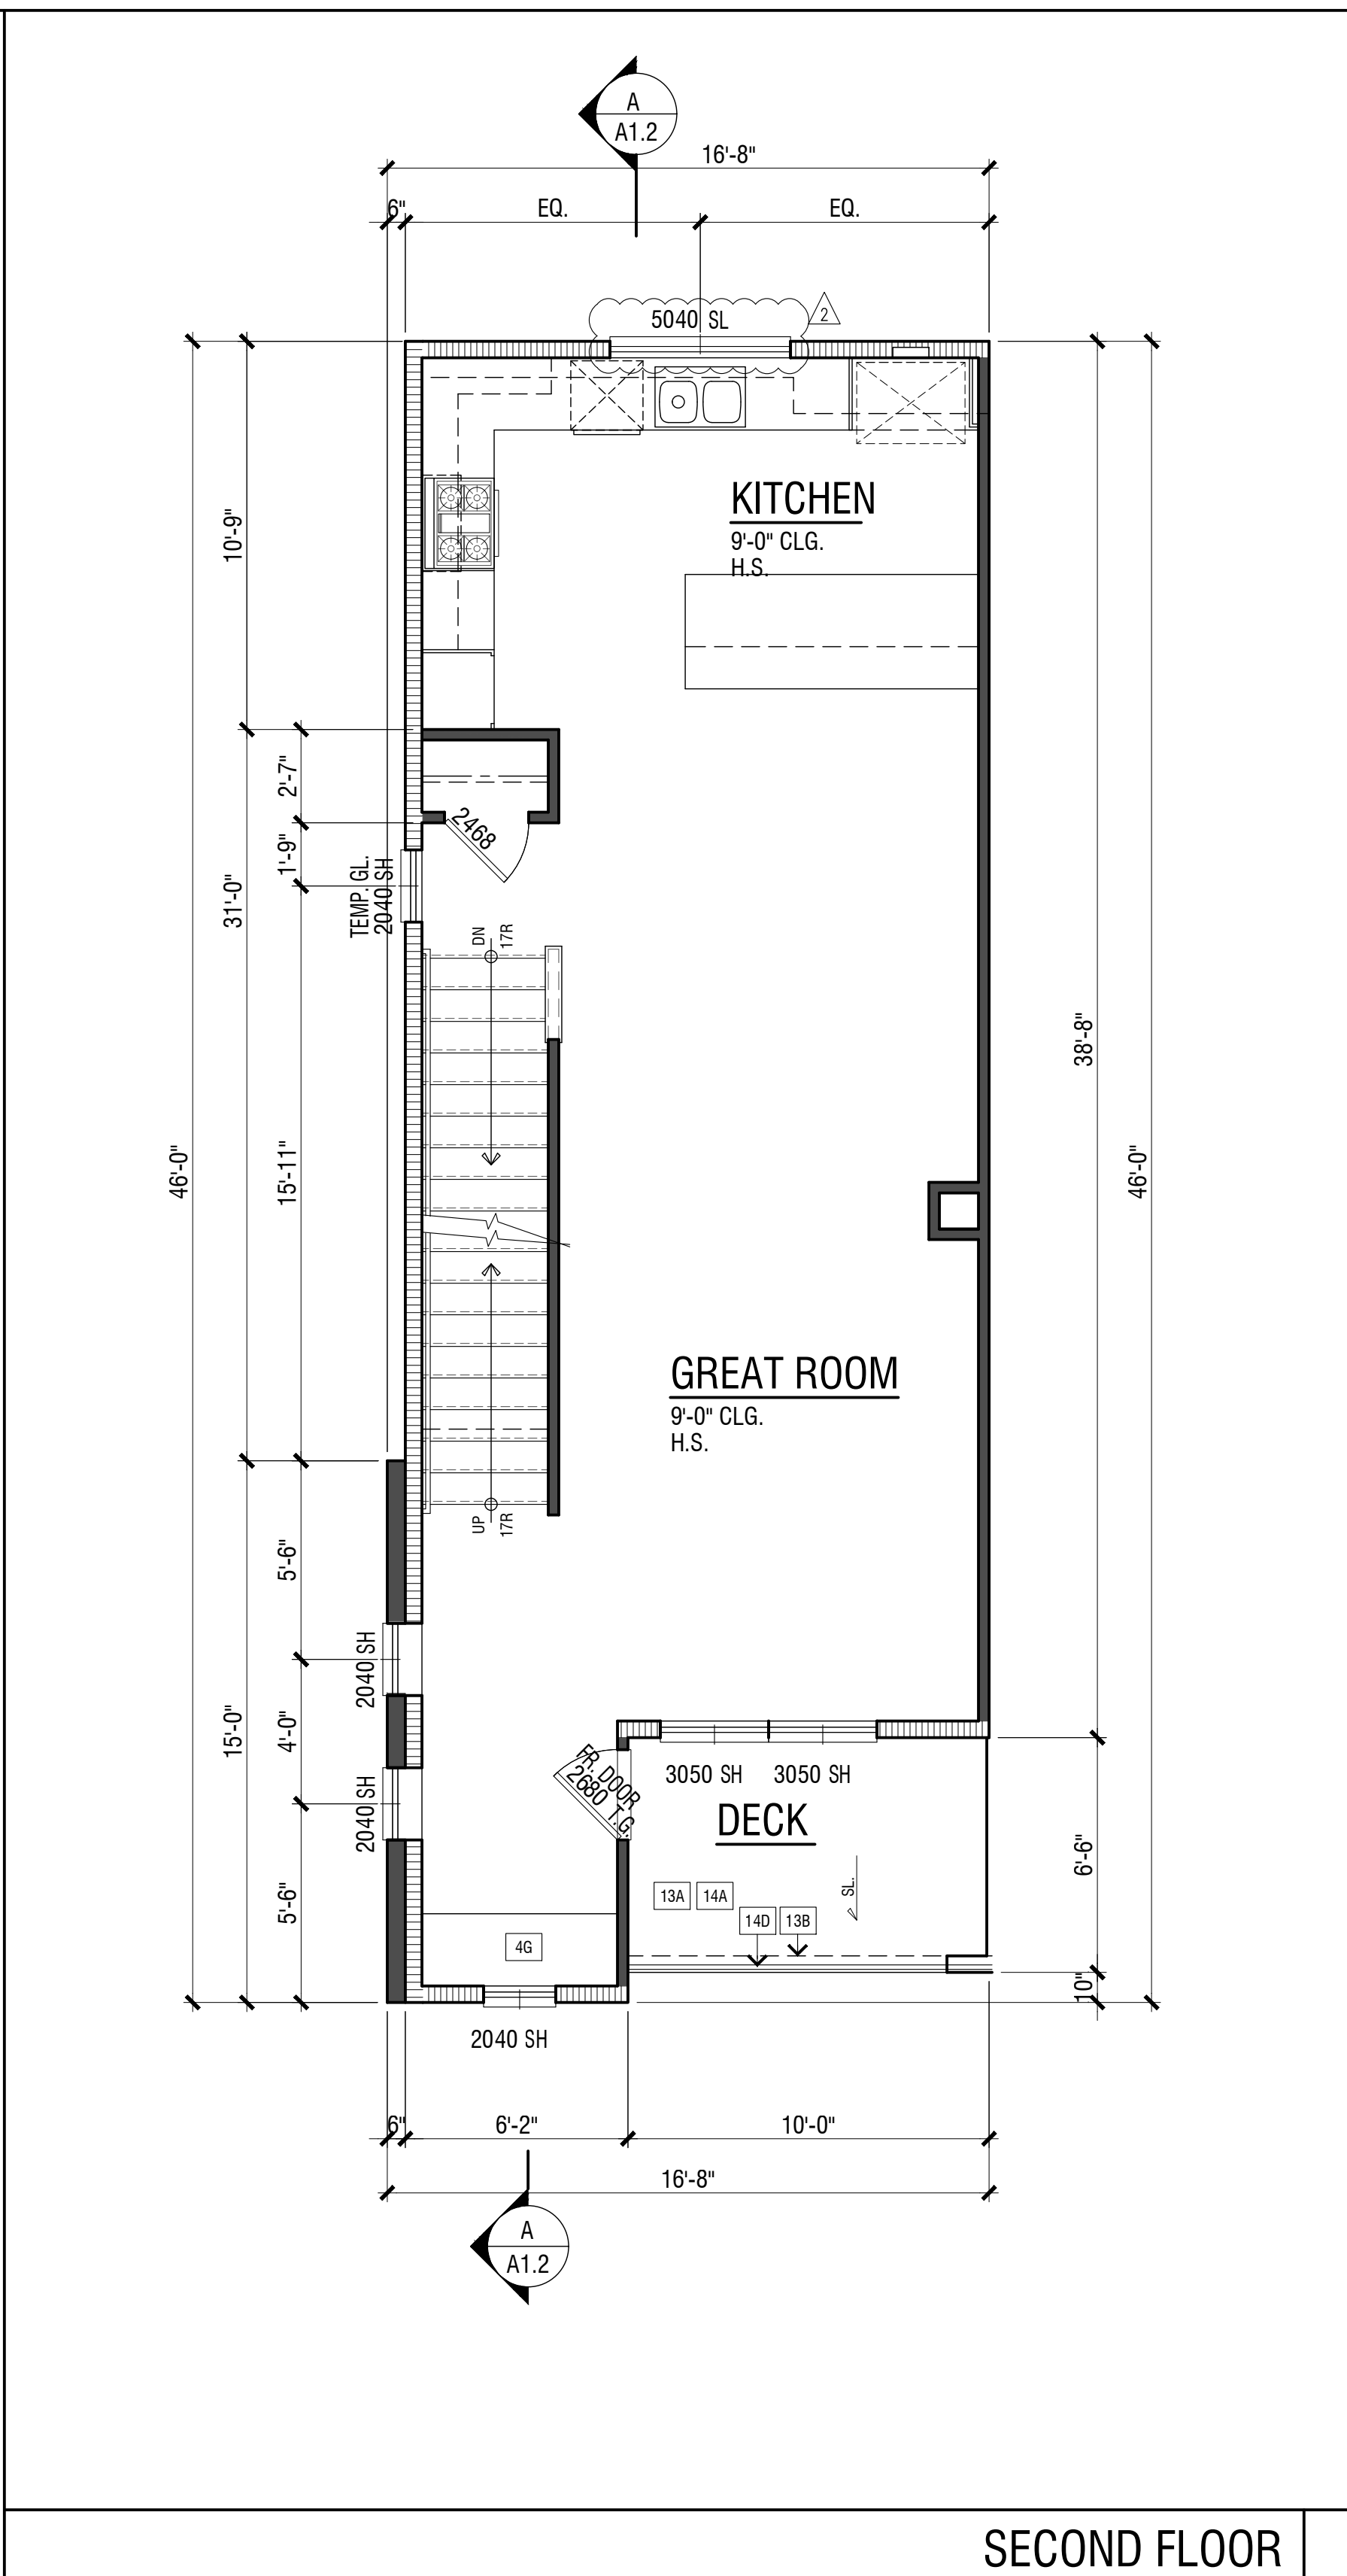 A
A1.2
16'-8"
6"
EQ.
EQ.
5040 SL
2
KITCHEN
9'-0" CLG.
H.S.
10'-9"
2'-7"
2468
1'-9"
TEMP. GL.
2040 SH
31'-0"
DN
17R
38'-8"
46'-0"
15'-11"
46'-0"
GREAT ROOM
9'-0" CLG.
H.S.
UP
17R
5'-6"
2040 SH
15'-0"
4'-0"
FR. DOOR
2680 T.G.
3050 SH
3050 SH
2040 SH
DECK
6'-6"
5'-6"
13A
14A
SL.
14D
13B
4G
10"
2040 SH
6"
6'-2"
10'-0"
16'-8"
A
A1.2
SECOND FLOOR